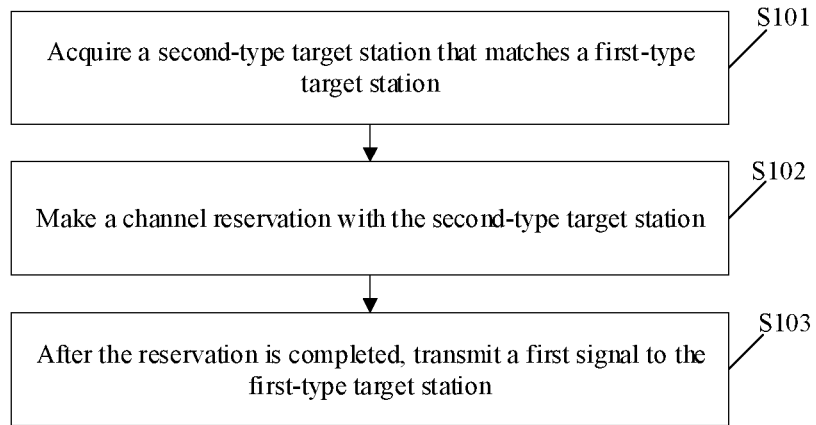 S101
Acquire a second-type target station that matches a first-type
target station
S102
Make a channel reservation with the second-type target station
S103
After the reservation is completed, transmit a first signal to the
first-type target station